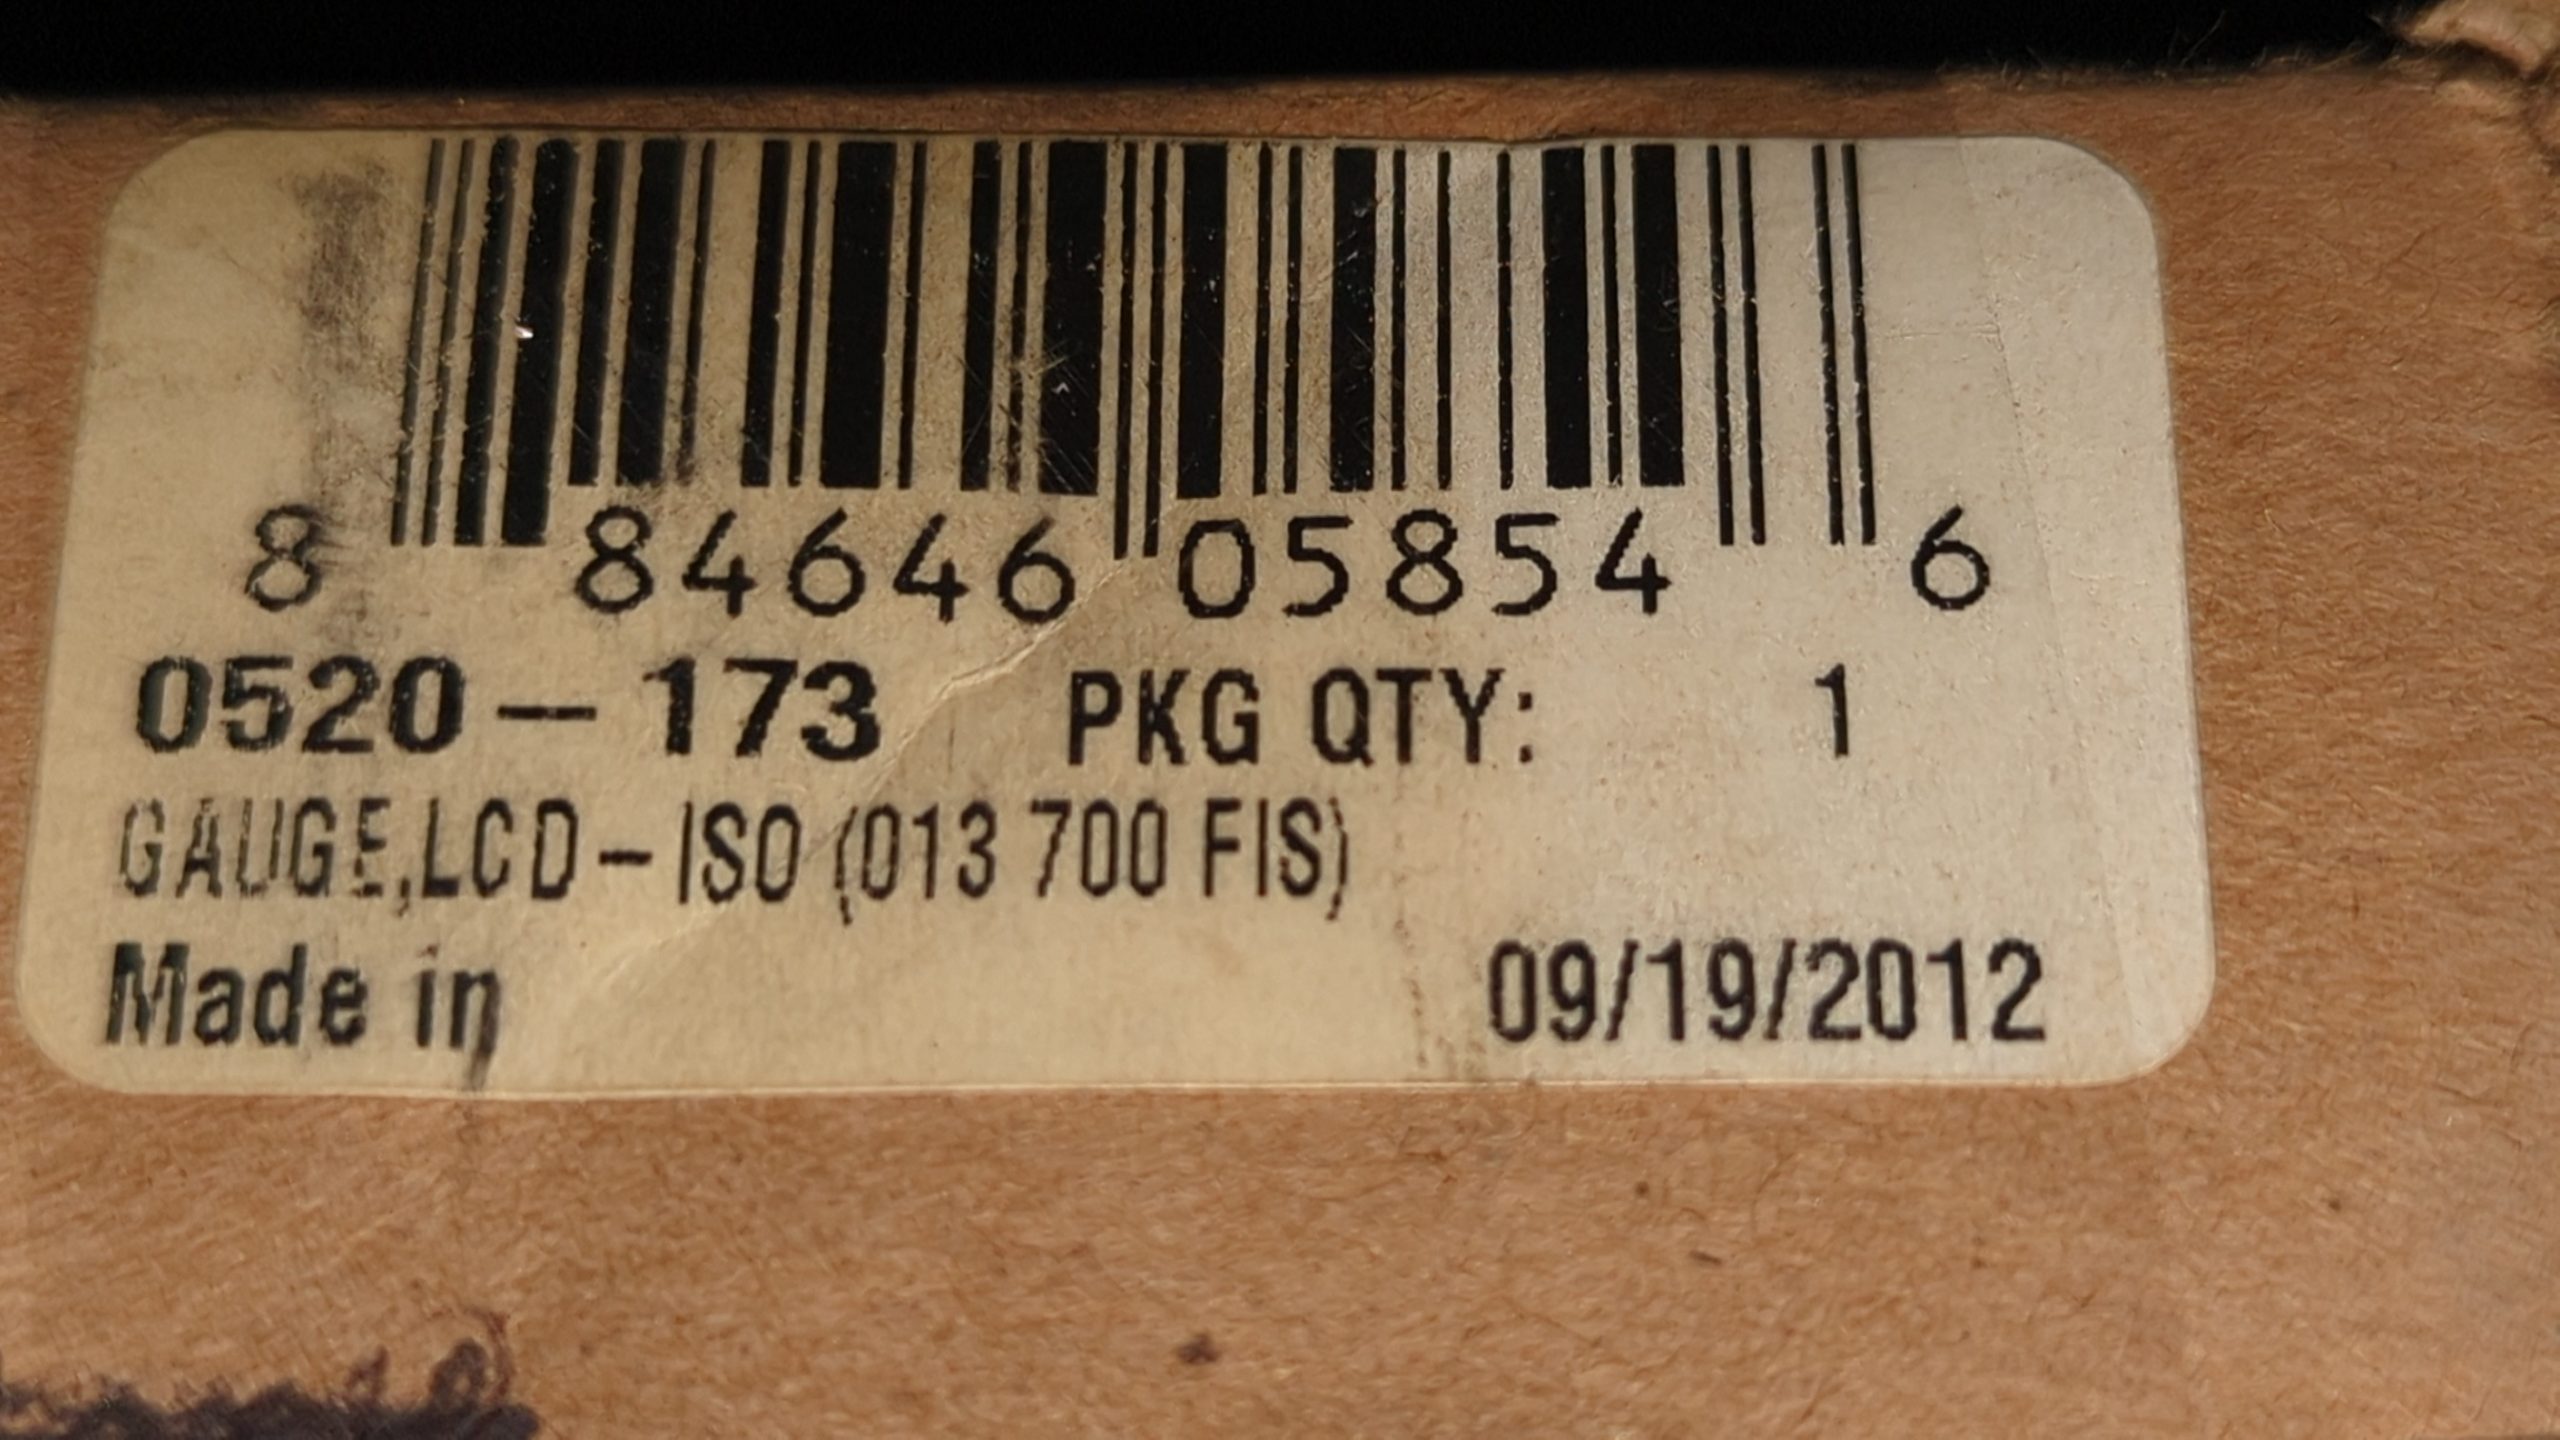 8 84646 05854 6
0520-173 PKG QTY: 1
GAUGE,LCD-ISO (013 700 FIS)
Made in 09/19/2012